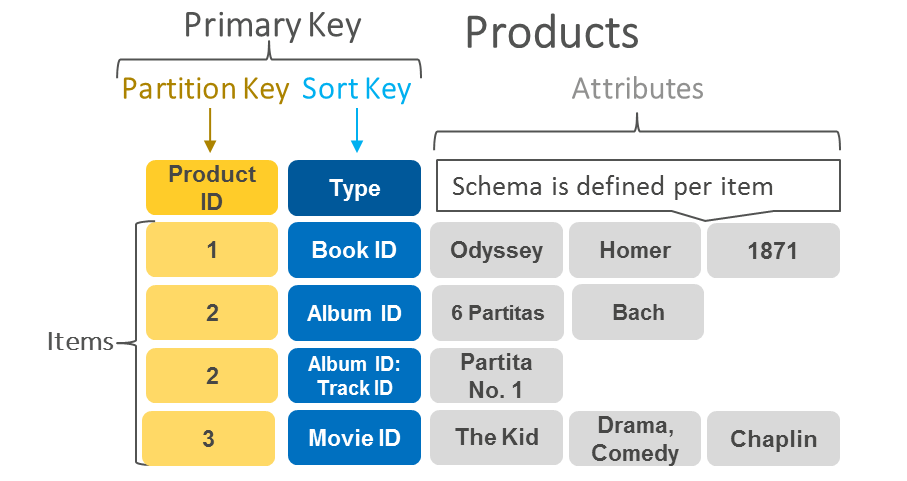 Primary Key
Products
Partition Key
Sort Key
Attributes
Product
ID
Type
Schema is defined per item
1
Book ID
Odyssey
Homer
1871
2
Album ID
6 Partitas
Bach
Items
2
Album ID:
Track ID
Partita
No. 1
3
Movie ID
The Kid
Drama,
Comedy
Chaplin